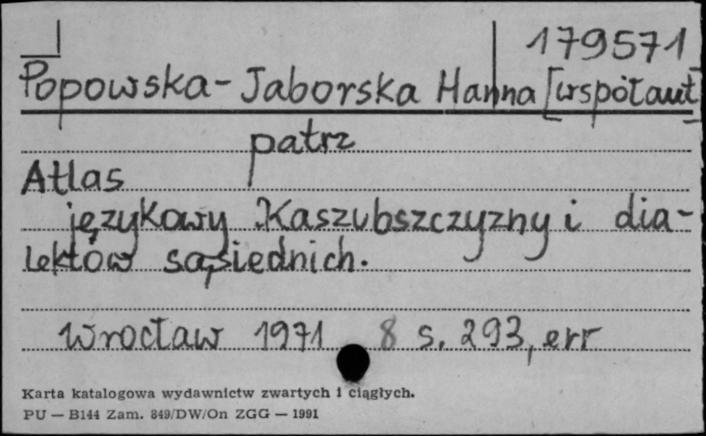 I 179571
Popowska-Jaborska Hanna [współaut]
patrz
Atlas
językowy Kaszubszczyzny i dia-
lektów sąsiednich.
Wrocław 1971 8 s. 293, err
Karta katalogowa wydawnictw zwartych i ciągłych.
PU — B144 Zam. 849/DW/On ZGG — 1991